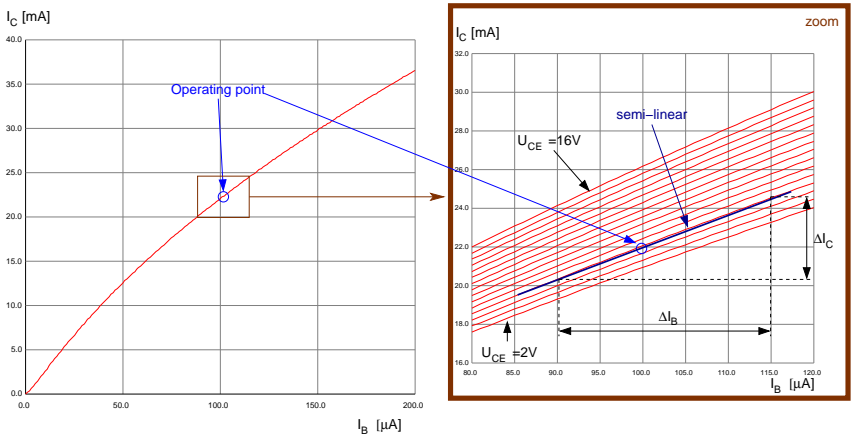 I_C [mA]
40.0
35.0
30.0
25.0
20.0
15.0
10.0
5.0
0.0
0.0 50.0 100.0 150.0 200.0
I_B [μA]
Operating point
zoom
I_C [mA]
32.0
30.0
28.0
26.0
24.0
22.0
20.0
18.0
16.0
80.0 85.0 90.0 95.0 100.0 105.0 110.0 115.0 120.0
I_B [μA]
semi-linear
U_CE =16V
ΔI_C
ΔI_B
U_CE =2V